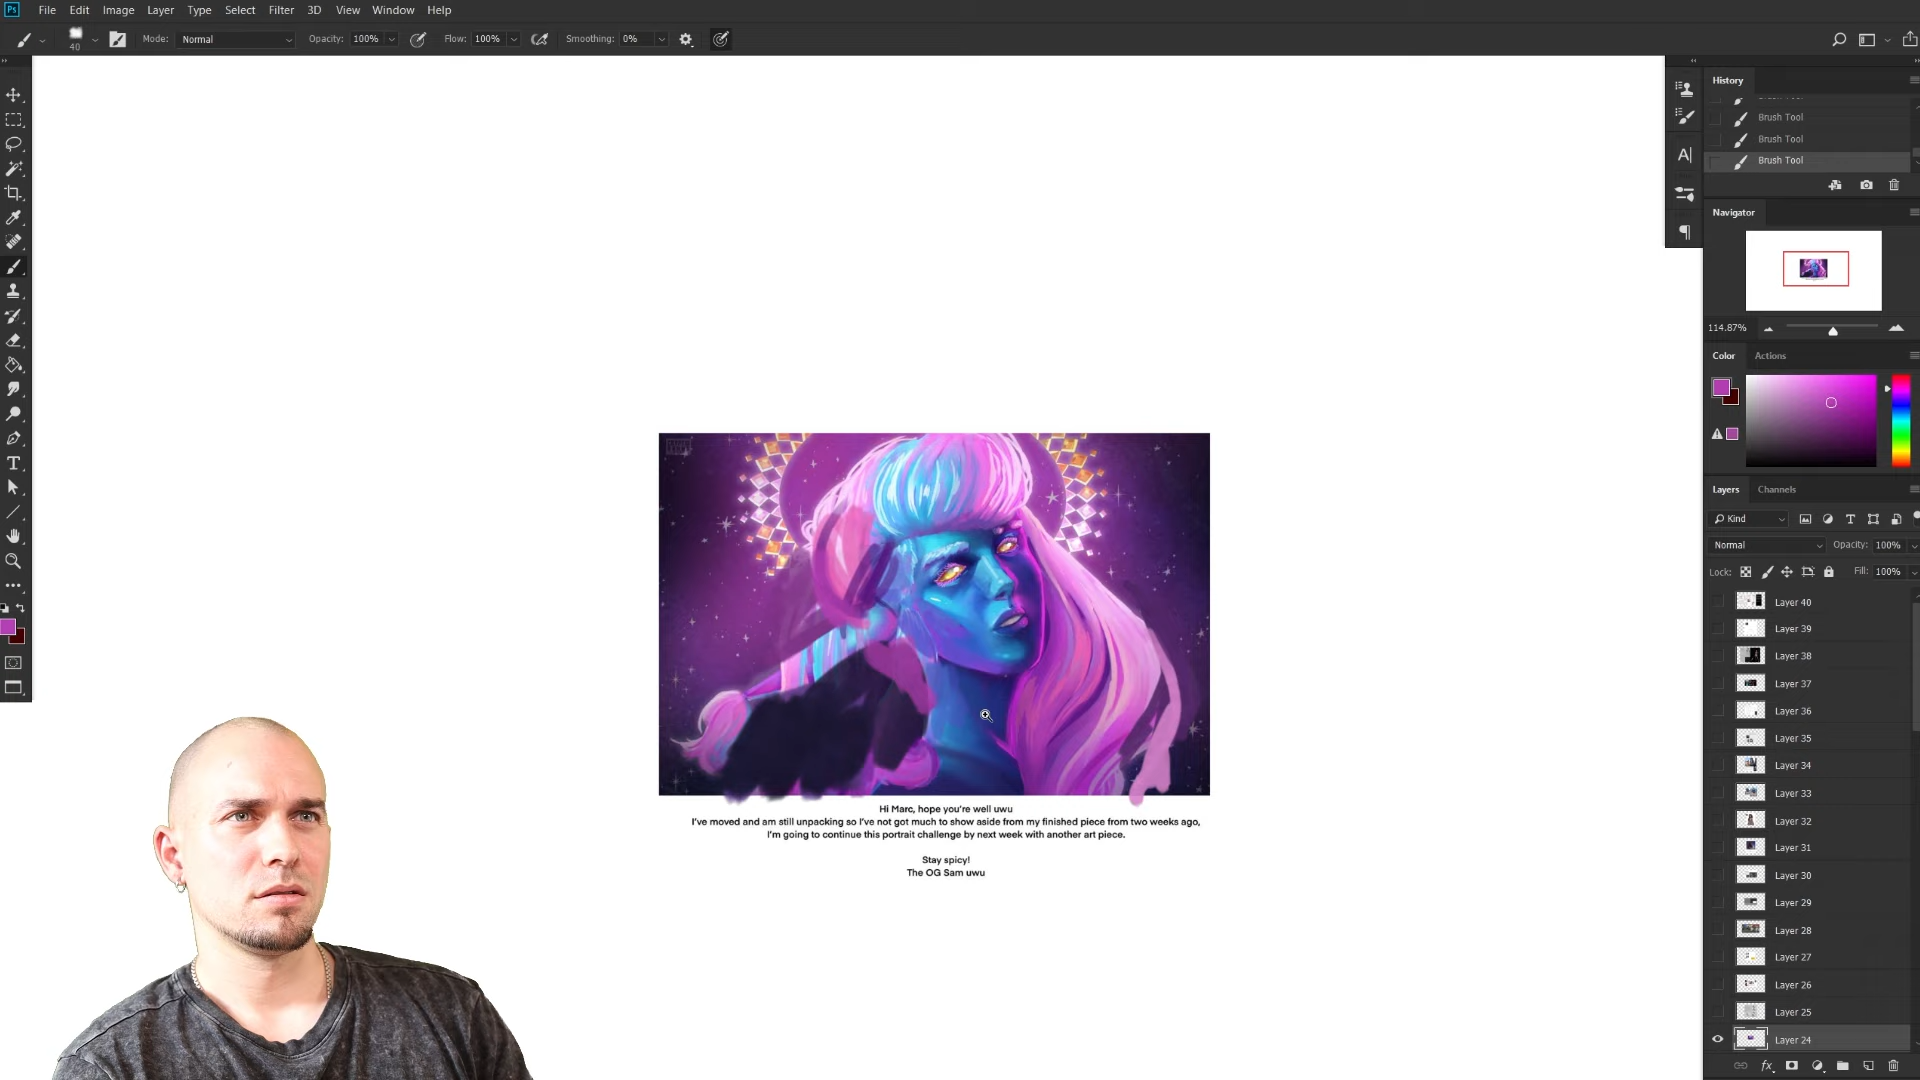 Ps File Edit Image Layer Type Select Filter 3D View Window Help
40 Mode: Normal Opacity: 100% Flow: 100% Smoothing: 0%
History
Brush Tool
Brush Tool
Brush Tool
Navigator
114.87%
Color Actions
Layers Channels
Kind
Normal Opacity: 100%
Lock: Fill: 100%
Layer 40
Layer 39
Layer 38
Layer 37
Layer 36
Layer 35
Layer 34
Layer 33
Layer 32
Layer 31
Layer 30
Layer 29
Layer 28
Layer 27
Layer 26
Layer 25
Layer 24
Hi Marc, hope you're well uwu
I've moved and am still unpacking so I've not got much to show aside from my finished piece from two weeks ago,
I'm going to continue this portrait challenge by next week with another art piece.
Stay spicy!
The OG Sam uwu